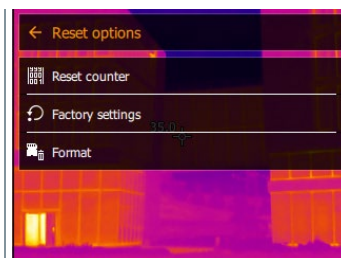 Reset options
Reset counter
Factory settings
35.0
Format